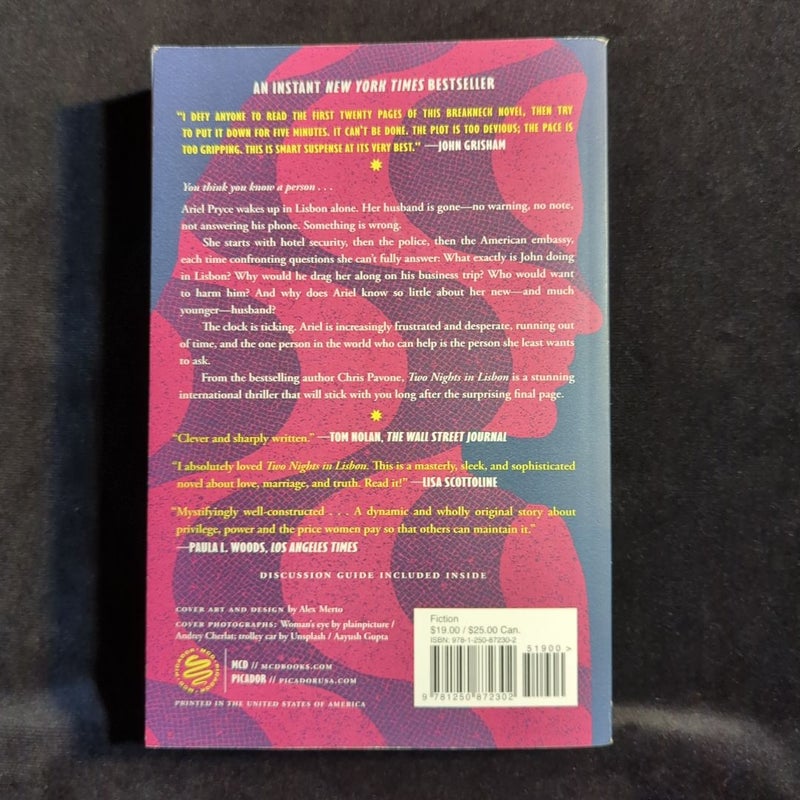 AN INSTANT NEW YORK TIMES BESTSELLER
"I DEFY ANYONE TO READ THE FIRST TWENTY PAGES OF THIS BREAKNECK NOVEL, THEN TRY
TO PUT IT DOWN FOR FIVE MINUTES. IT CAN'T BE DONE. THE PLOT IS TOO DEVIOUS; THE PACE IS
TOO GRIPPING. THIS IS SMART SUSPENSE AT ITS VERY BEST." —JOHN GRISHAM
You think you know a person . . .
Ariel Pryce wakes up in Lisbon alone. Her husband is gone—no warning, no note,
not answering his phone. Something is wrong.
She starts with hotel security, then the police, then the American embassy,
each time confronting questions she can't fully answer: What exactly is John doing
in Lisbon? Why would he drag her along on his business trip? Who would want
to harm him? And why does Ariel know so little about her new—and much
younger—husband?
The clock is ticking. Ariel is increasingly frustrated and desperate, running out
of time, and the one person in the world who can help is the person she least wants
to ask.
From the bestselling author Chris Pavone, Two Nights in Lisbon is a stunning
international thriller that will stick with you long after the surprising final page.
"Clever and sharply written." —TOM NOLAN, THE WALL STREET JOURNAL
"I absolutely loved Two Nights in Lisbon. This is a masterly, sleek, and sophisticated
novel about love, marriage, and truth. Read it!" —LISA SCOTTOLINE
"Mystifyingly well-constructed . . . A dynamic and wholly original story about
privilege, power and the price women pay so that others can maintain it."
—PAULA L. WOODS, LOS ANGELES TIMES
DISCUSSION GUIDE INCLUDED INSIDE
COVER ART AND DESIGN by Alex Merto
COVER PHOTOGRAPHS: Woman's eye by plainpicture /
Andrey Cherlat; trolley car by Unsplash / Aayush Gupta
MCD · PICADOR · MCD · PICADOR
MCD // MCDBOOKS.COM
PICADOR // PICADORUSA.COM
PRINTED IN THE UNITED STATES OF AMERICA
Fiction
$19.00 / $25.00 Can.
ISBN: 978-1-250-87230-2
51900 >
9 781250 872302